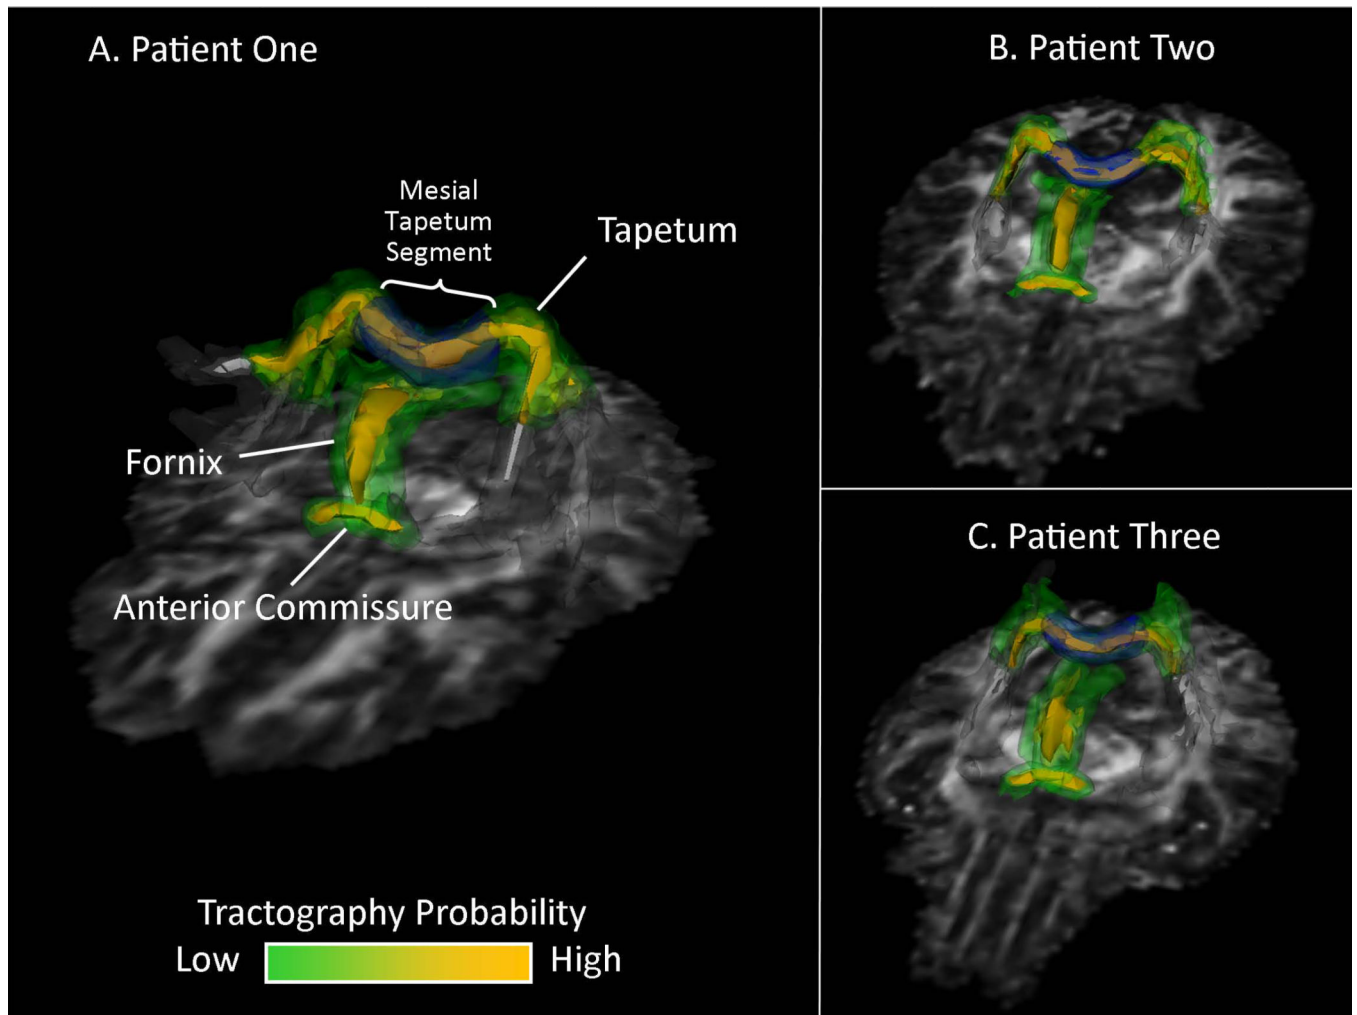 A. Patient One
Mesial
Tapetum
Segment
Tapetum
Fornix
Anterior Commissure
Tractography Probability
Low High
B. Patient Two
C. Patient Three